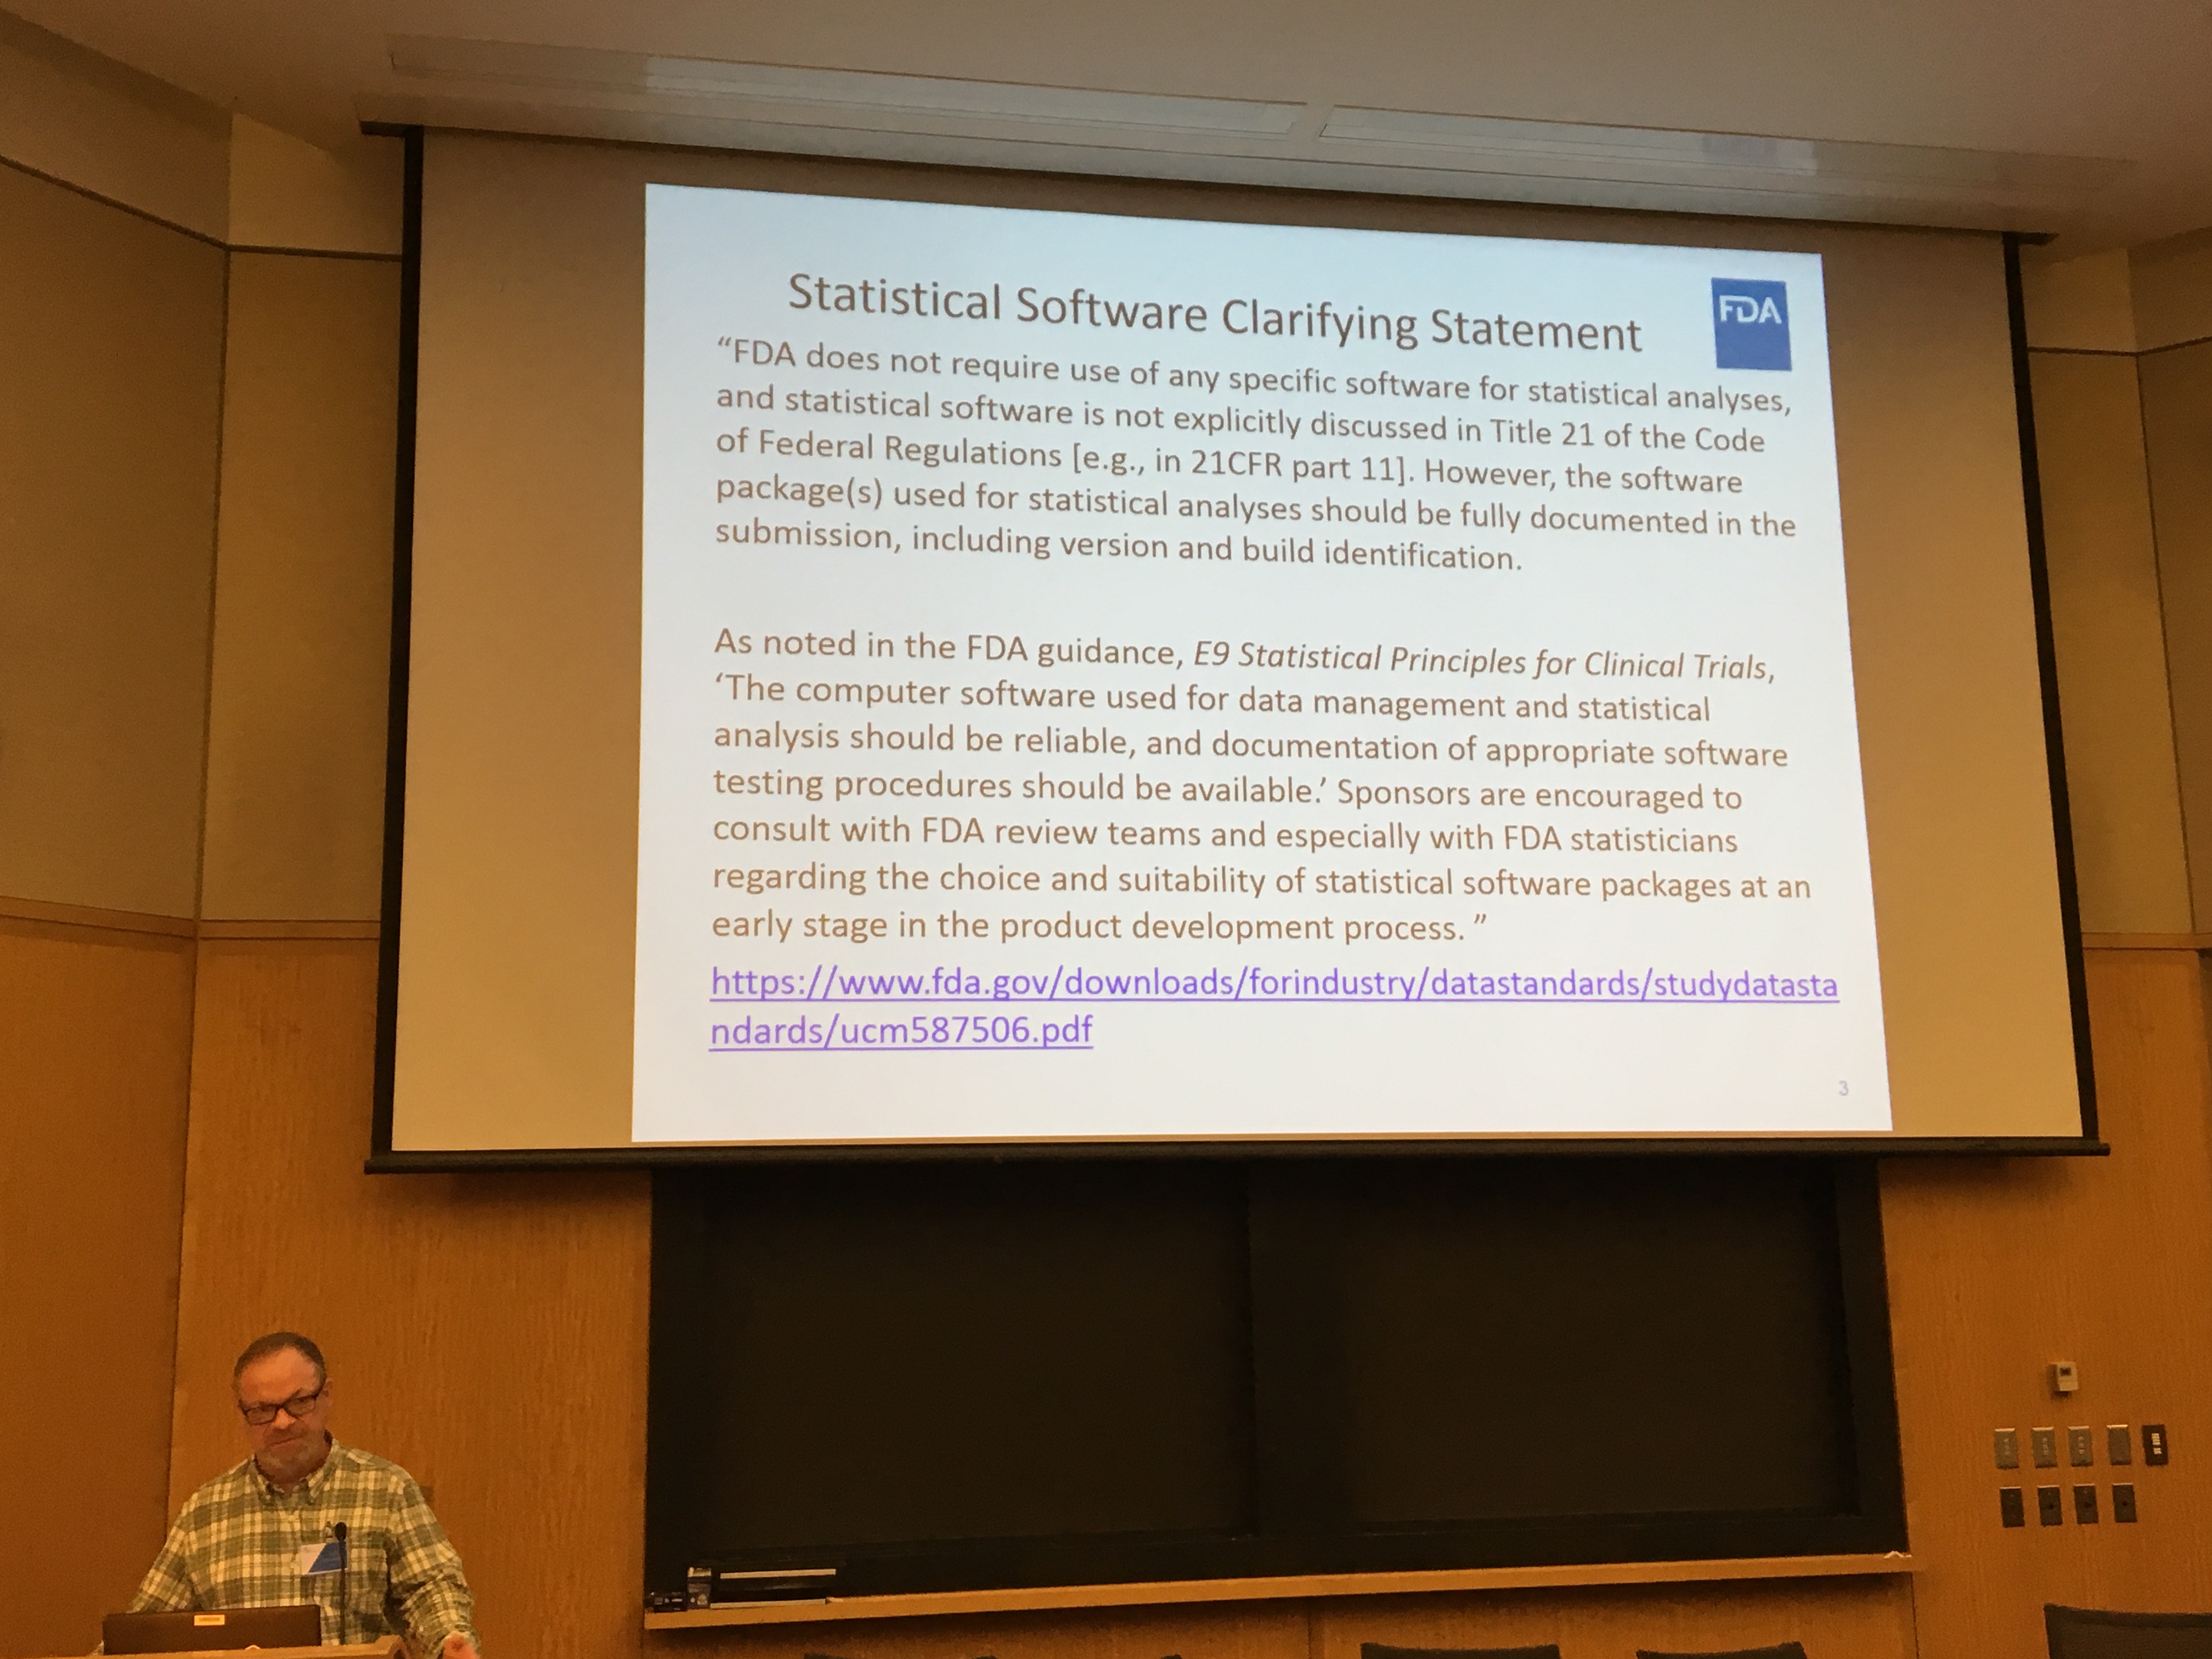 Statistical Software Clarifying Statement
FDA
“FDA does not require use of any specific software for statistical analyses,
and statistical software is not explicitly discussed in Title 21 of the Code
of Federal Regulations [e.g., in 21CFR part 11]. However, the software
package(s) used for statistical analyses should be fully documented in the
submission, including version and build identification.
As noted in the FDA guidance, E9 Statistical Principles for Clinical Trials,
‘The computer software used for data management and statistical
analysis should be reliable, and documentation of appropriate software
testing procedures should be available.’ Sponsors are encouraged to
consult with FDA review teams and especially with FDA statisticians
regarding the choice and suitability of statistical software packages at an
early stage in the product development process. ”
https://www.fda.gov/downloads/forindustry/datastandards/studydatasta
ndards/ucm587506.pdf
3